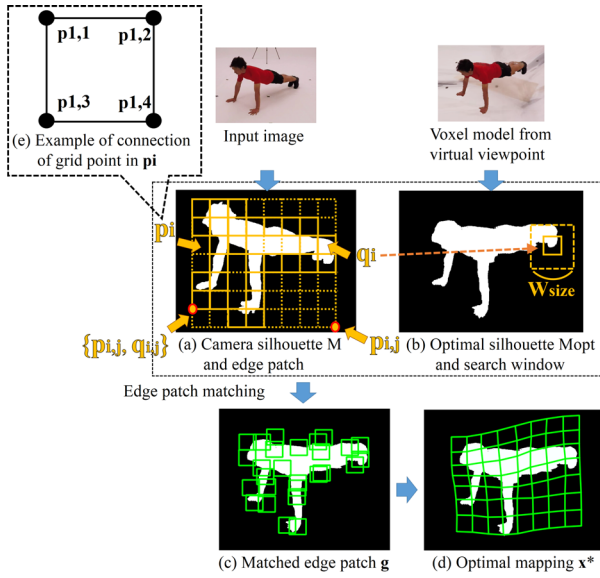 p1,1 p1,2
p1,3 p1,4
(e) Example of connection
of grid point in pi
Input image
Voxel model from
virtual viewpoint
pi
qi
Wsize
{pi,j, qi,j}
pi,j
(a) Camera silhouette M
and edge patch
(b) Optimal silhouette Mopt
and search window
Edge patch matching
(c) Matched edge patch g
(d) Optimal mapping x*